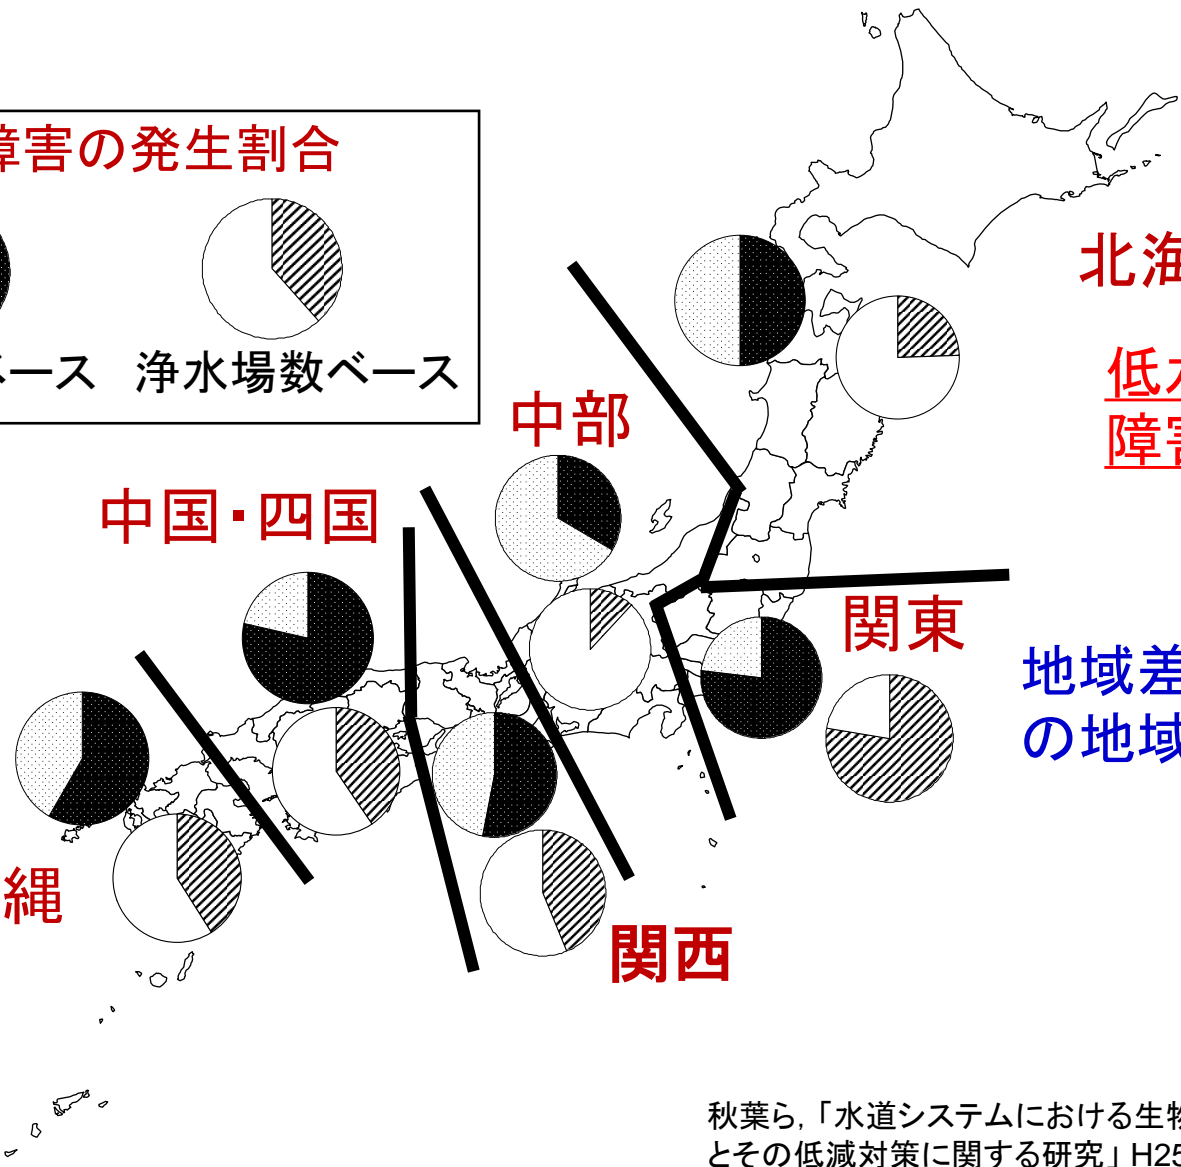 障害の発生割合
ベース 浄水場数ベース
北海
低水
障害
中部
中国・四国
関東
地域差
の地域
縄
関西
秋葉ら,「水道システムにおける生物
とその低減対策に関する研究」H25